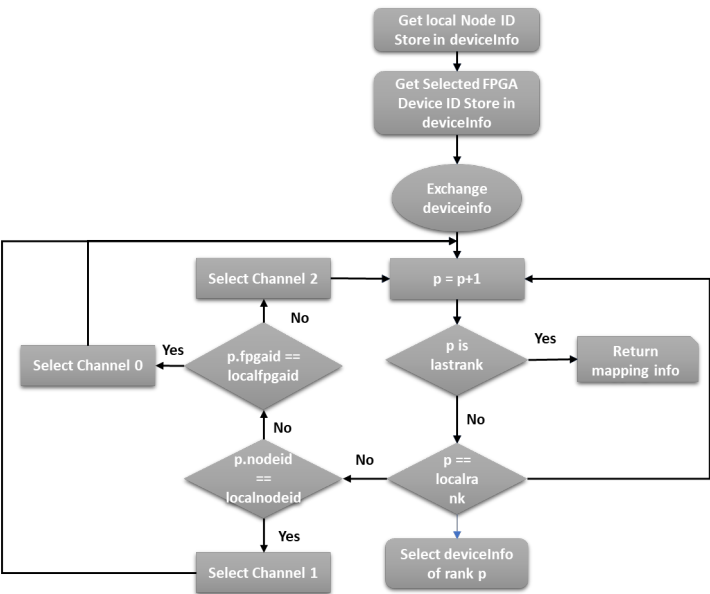 Get local Node ID
Store in deviceInfo
Get Selected FPGA
Device ID Store in
deviceInfo
Exchange
deviceinfo
Select Channel 2
p = p+1
No
Yes
p is
lastrank
Return
mapping info
Select Channel 0
Yes
p.fpgaid ==
localfpgaid
No
No
p.nodeid
==
localnodeid
No
p ==
localra
nk
Yes
Select Channel 1
Select deviceInfo
of rank p